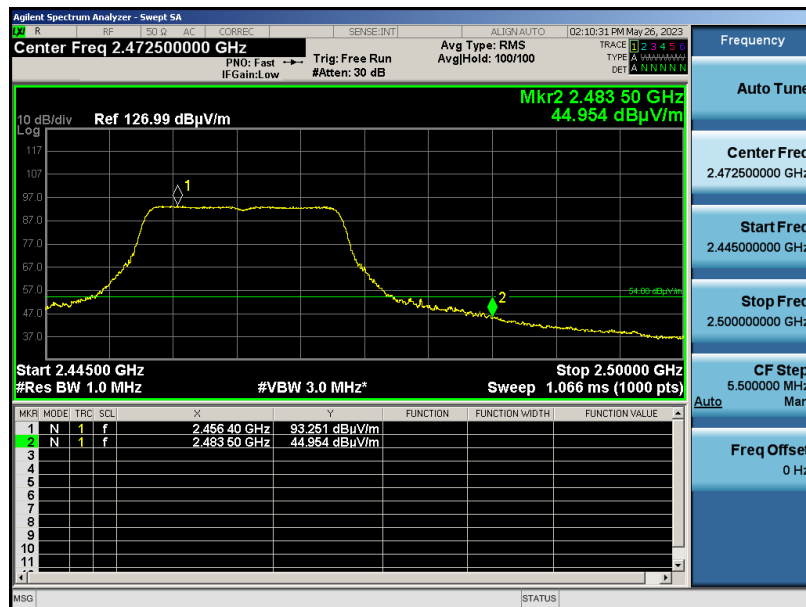 Agilent Spectrum Analyzer - Swept SA
LXI R RF 50 Ω AC CORREC SENSE:INT ALIGN AUTO 02:10:31 PM May 26, 2023
Center Freq 2.472500000 GHz
PNO: Fast
IFGain:Low
Trig: Free Run
#Atten: 30 dB
Avg Type: RMS
Avg|Hold: 100/100
TRACE 1 2 3 4 5 6
TYPE A WWWWW
DET A N N N N N
Mkr2 2.483 50 GHz
44.954 dBµV/m
10 dB/div Ref 126.99 dBµV/m
Log
117
107
97.0
87.0
77.0
67.0
57.0
47.0
37.0
1
2
54.00 dBµV/m
Start 2.44500 GHz Stop 2.50000 GHz
#Res BW 1.0 MHz #VBW 3.0 MHz* Sweep 1.066 ms (1000 pts)
MKR MODE TRC SCL X Y FUNCTION FUNCTION WIDTH FUNCTION VALUE
1 N 1 f 2.456 40 GHz 93.251 dBµV/m
2 N 1 f 2.483 50 GHz 44.954 dBµV/m
3
4
5
6
7
8
9
10
11
MSG STATUS
Frequency
Auto Tune
Center Freq
2.472500000 GHz
Start Freq
2.445000000 GHz
Stop Freq
2.500000000 GHz
CF Step
5.500000 MHz
Auto Man
Freq Offset
0 Hz